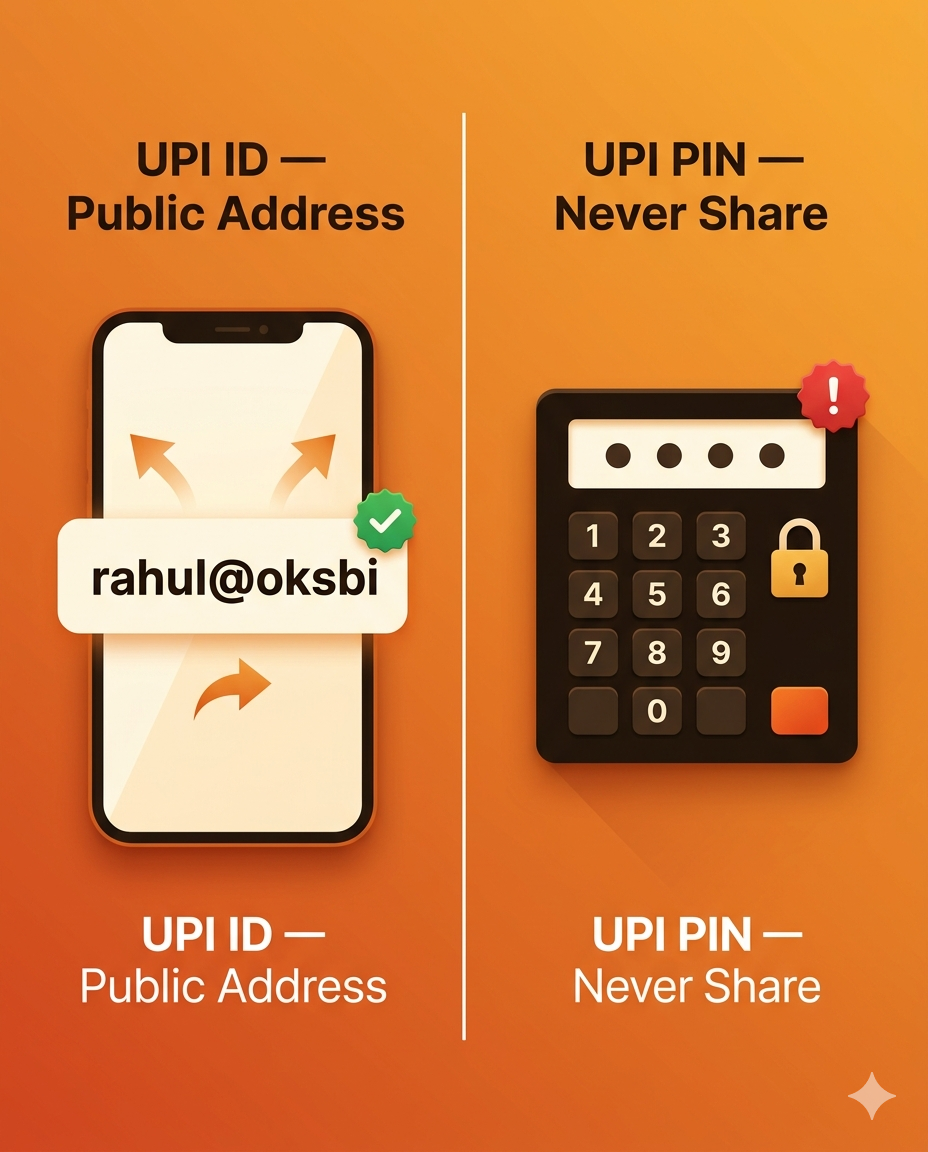 UPI ID —
Public Address
rahul@oksbi
UPI ID —
Public Address
UPI PIN —
Never Share
1 2 3
4 5 6
7 8 9
0
UPI PIN —
Never Share